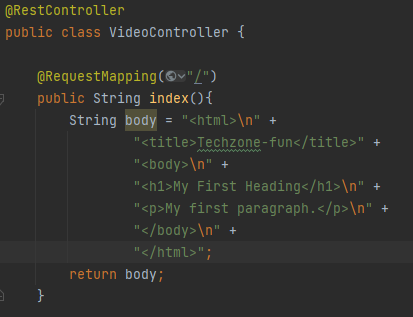 @RestController
public class VideoController {
@RequestMapping("/")
public String index(){
String body = "<html>\n" +
"<title>Techzone-fun</title>" +
"<body>\n" +
"<h1>My First Heading</h1>\n" +
"<p>My first paragraph.</p>\n" +
"</body>\n" +
"</html>";
return body;
}